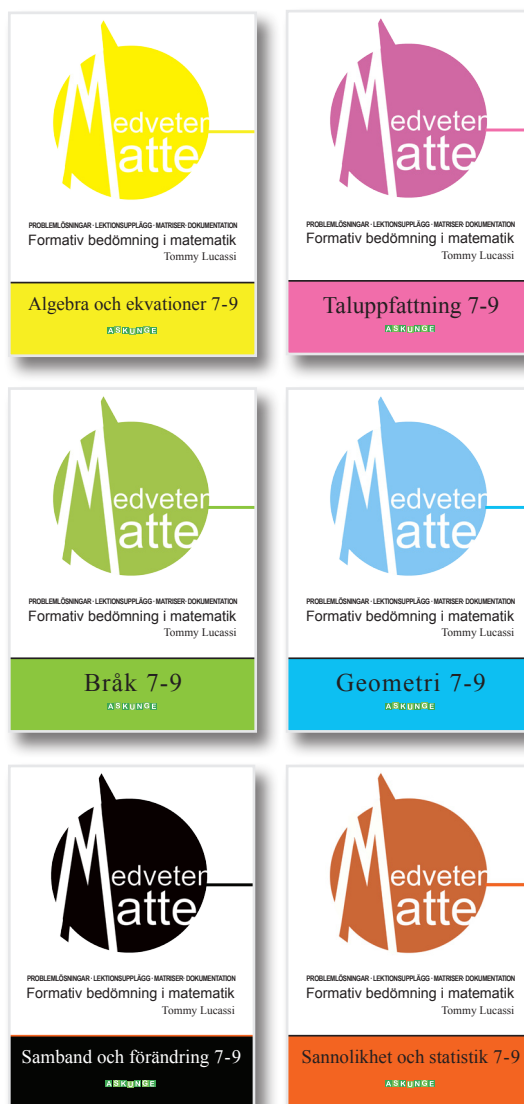 Medveten
Matte
PROBLEMLÖSNINGAR · LEKTIONSUPPLÄGG · MATRISER· DOKUMENTATION
Formativ bedömning i matematik
Tommy Lucassi
Algebra och ekvationer 7-9
ASKUNGE
Medveten
Matte
PROBLEMLÖSNINGAR · LEKTIONSUPPLÄGG · MATRISER· DOKUMENTATION
Formativ bedömning i matematik
Tommy Lucassi
Taluppfattning 7-9
ASKUNGE
Medveten
Matte
PROBLEMLÖSNINGAR · LEKTIONSUPPLÄGG · MATRISER· DOKUMENTATION
Formativ bedömning i matematik
Tommy Lucassi
Bråk 7-9
ASKUNGE
Medveten
Matte
PROBLEMLÖSNINGAR · LEKTIONSUPPLÄGG · MATRISER· DOKUMENTATION
Formativ bedömning i matematik
Tommy Lucassi
Geometri 7-9
ASKUNGE
Medveten
Matte
PROBLEMLÖSNINGAR · LEKTIONSUPPLÄGG · MATRISER· DOKUMENTATION
Formativ bedömning i matematik
Tommy Lucassi
Samband och förändring 7-9
ASKUNGE
Medveten
Matte
PROBLEMLÖSNINGAR · LEKTIONSUPPLÄGG · MATRISER· DOKUMENTATION
Formativ bedömning i matematik
Tommy Lucassi
Sannolikhet och statistik 7-9
ASKUNGE